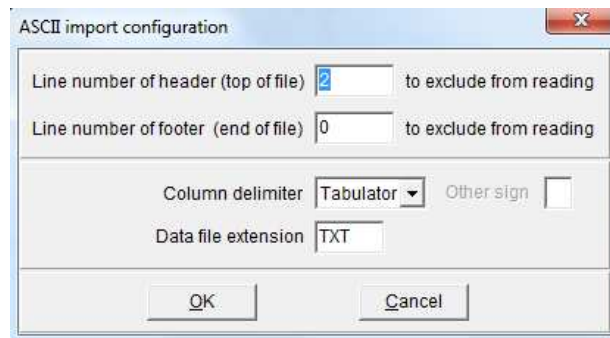 ASCII import configuration
Line number of header (top of file) 2 to exclude from reading
Line number of footer (end of file) 0 to exclude from reading
Column delimiter Tabulator Other sign
Data file extension TXT
OK Cancel